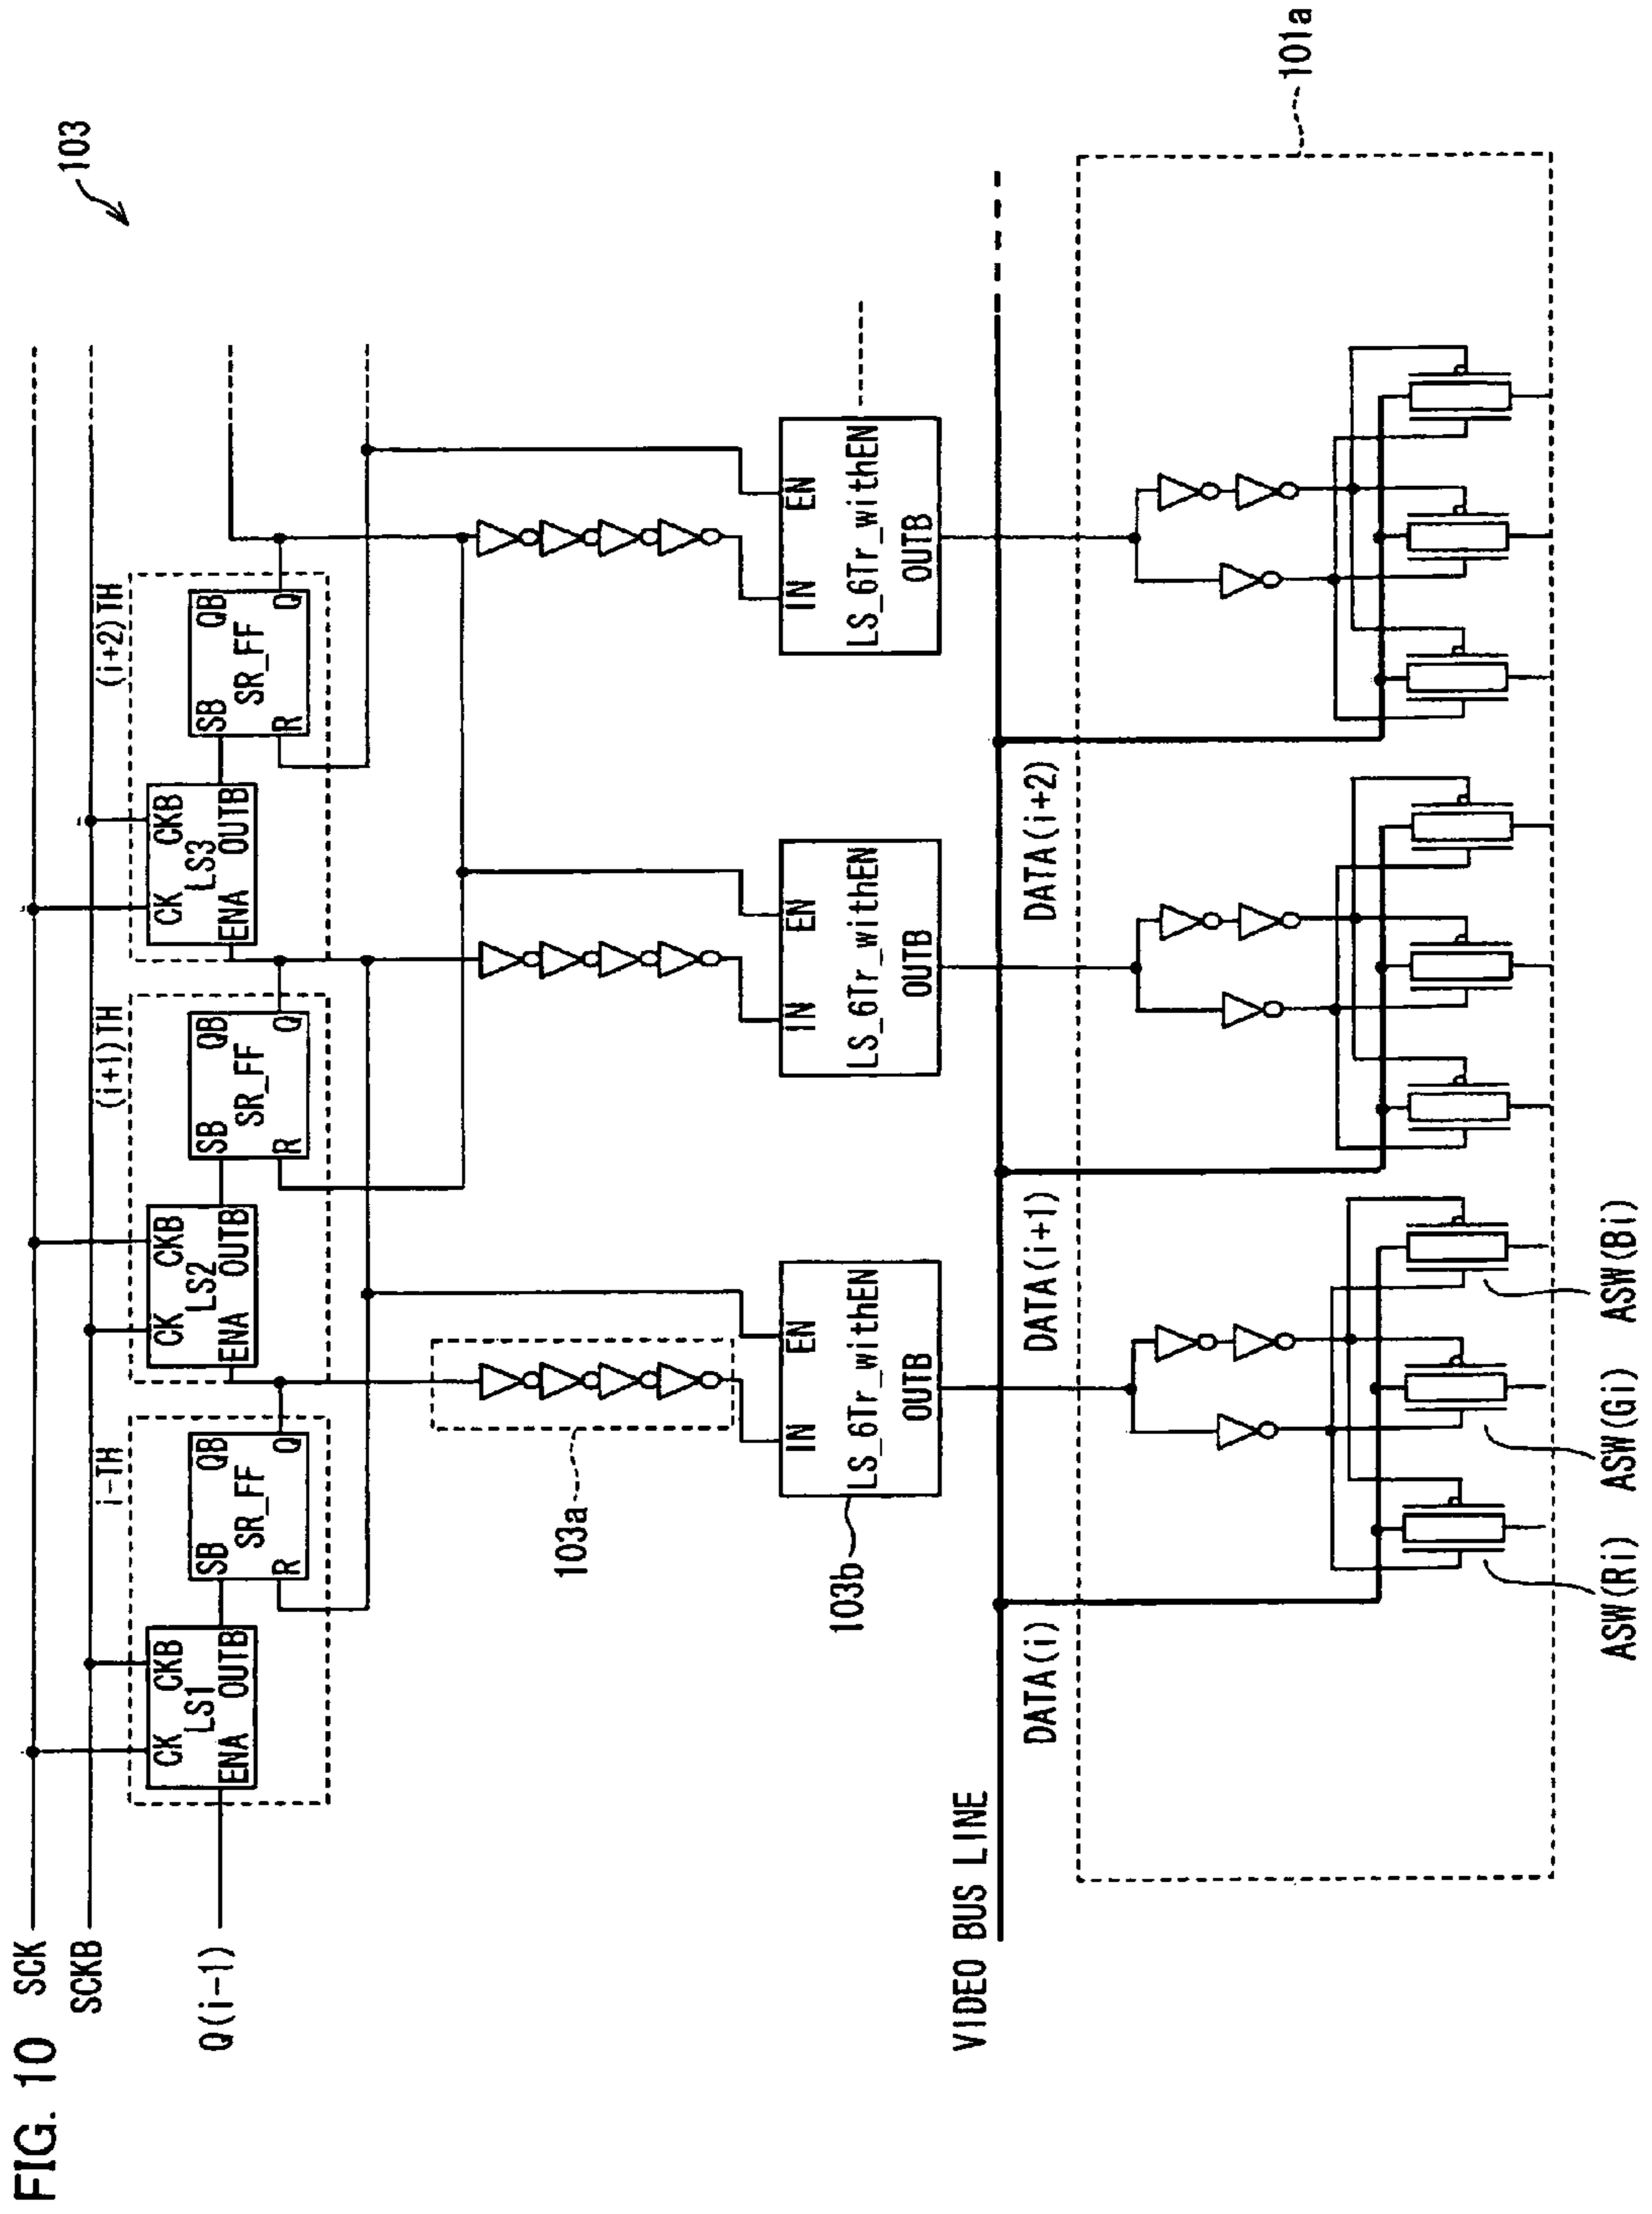 FIG. 10
103
SCK
SCKB
Q(i-1)
i-TH
(i+1)TH
(i+2)TH
CK CKB
LS1
ENA OUTB
SB QB
SR_FF
R Q
CK CKB
LS2
ENA OUTB
SB QB
SR_FF
R Q
CK CKB
LS3
ENA OUTB
SB QB
SR_FF
R Q
103a
103b
IN EN
LS_6Tr_withEN
OUTB
IN EN
LS_6Tr_withEN
OUTB
IN EN
LS_6Tr_withEN
OUTB
VIDEO BUS LINE
DATA(i)
DATA(i+1)
DATA(i+2)
101a
ASW(Ri)
ASW(Gi)
ASW(Bi)